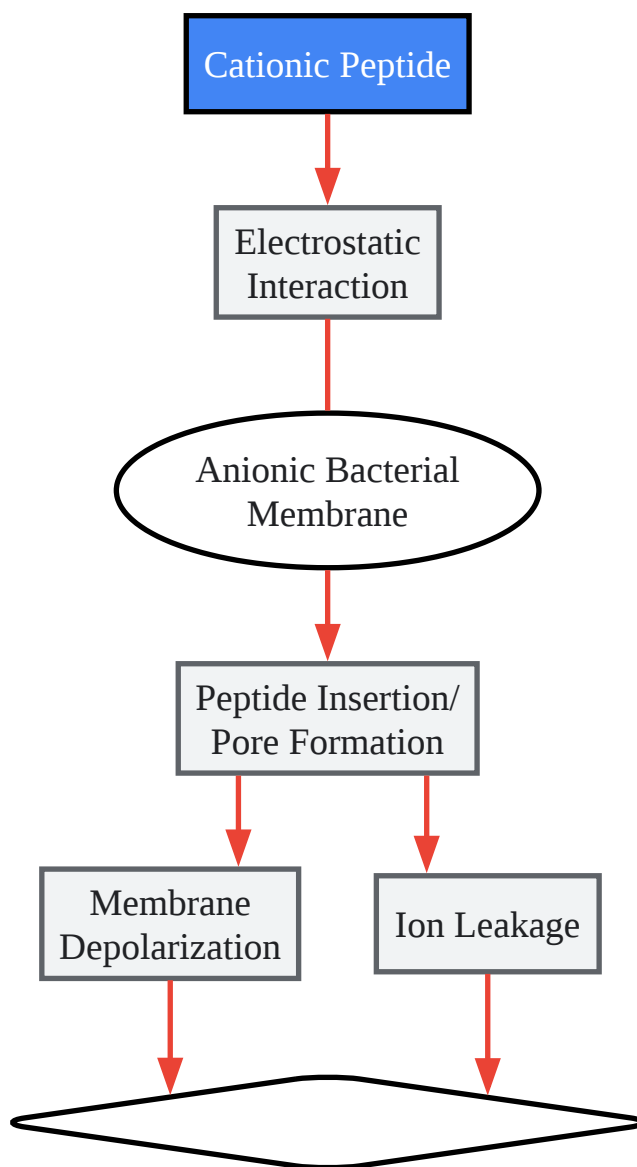 Cationic Peptide
Electrostatic
Interaction
Anionic Bacterial
Membrane
Peptide Insertion/
Pore Formation
Membrane
Depolarization
Ion Leakage